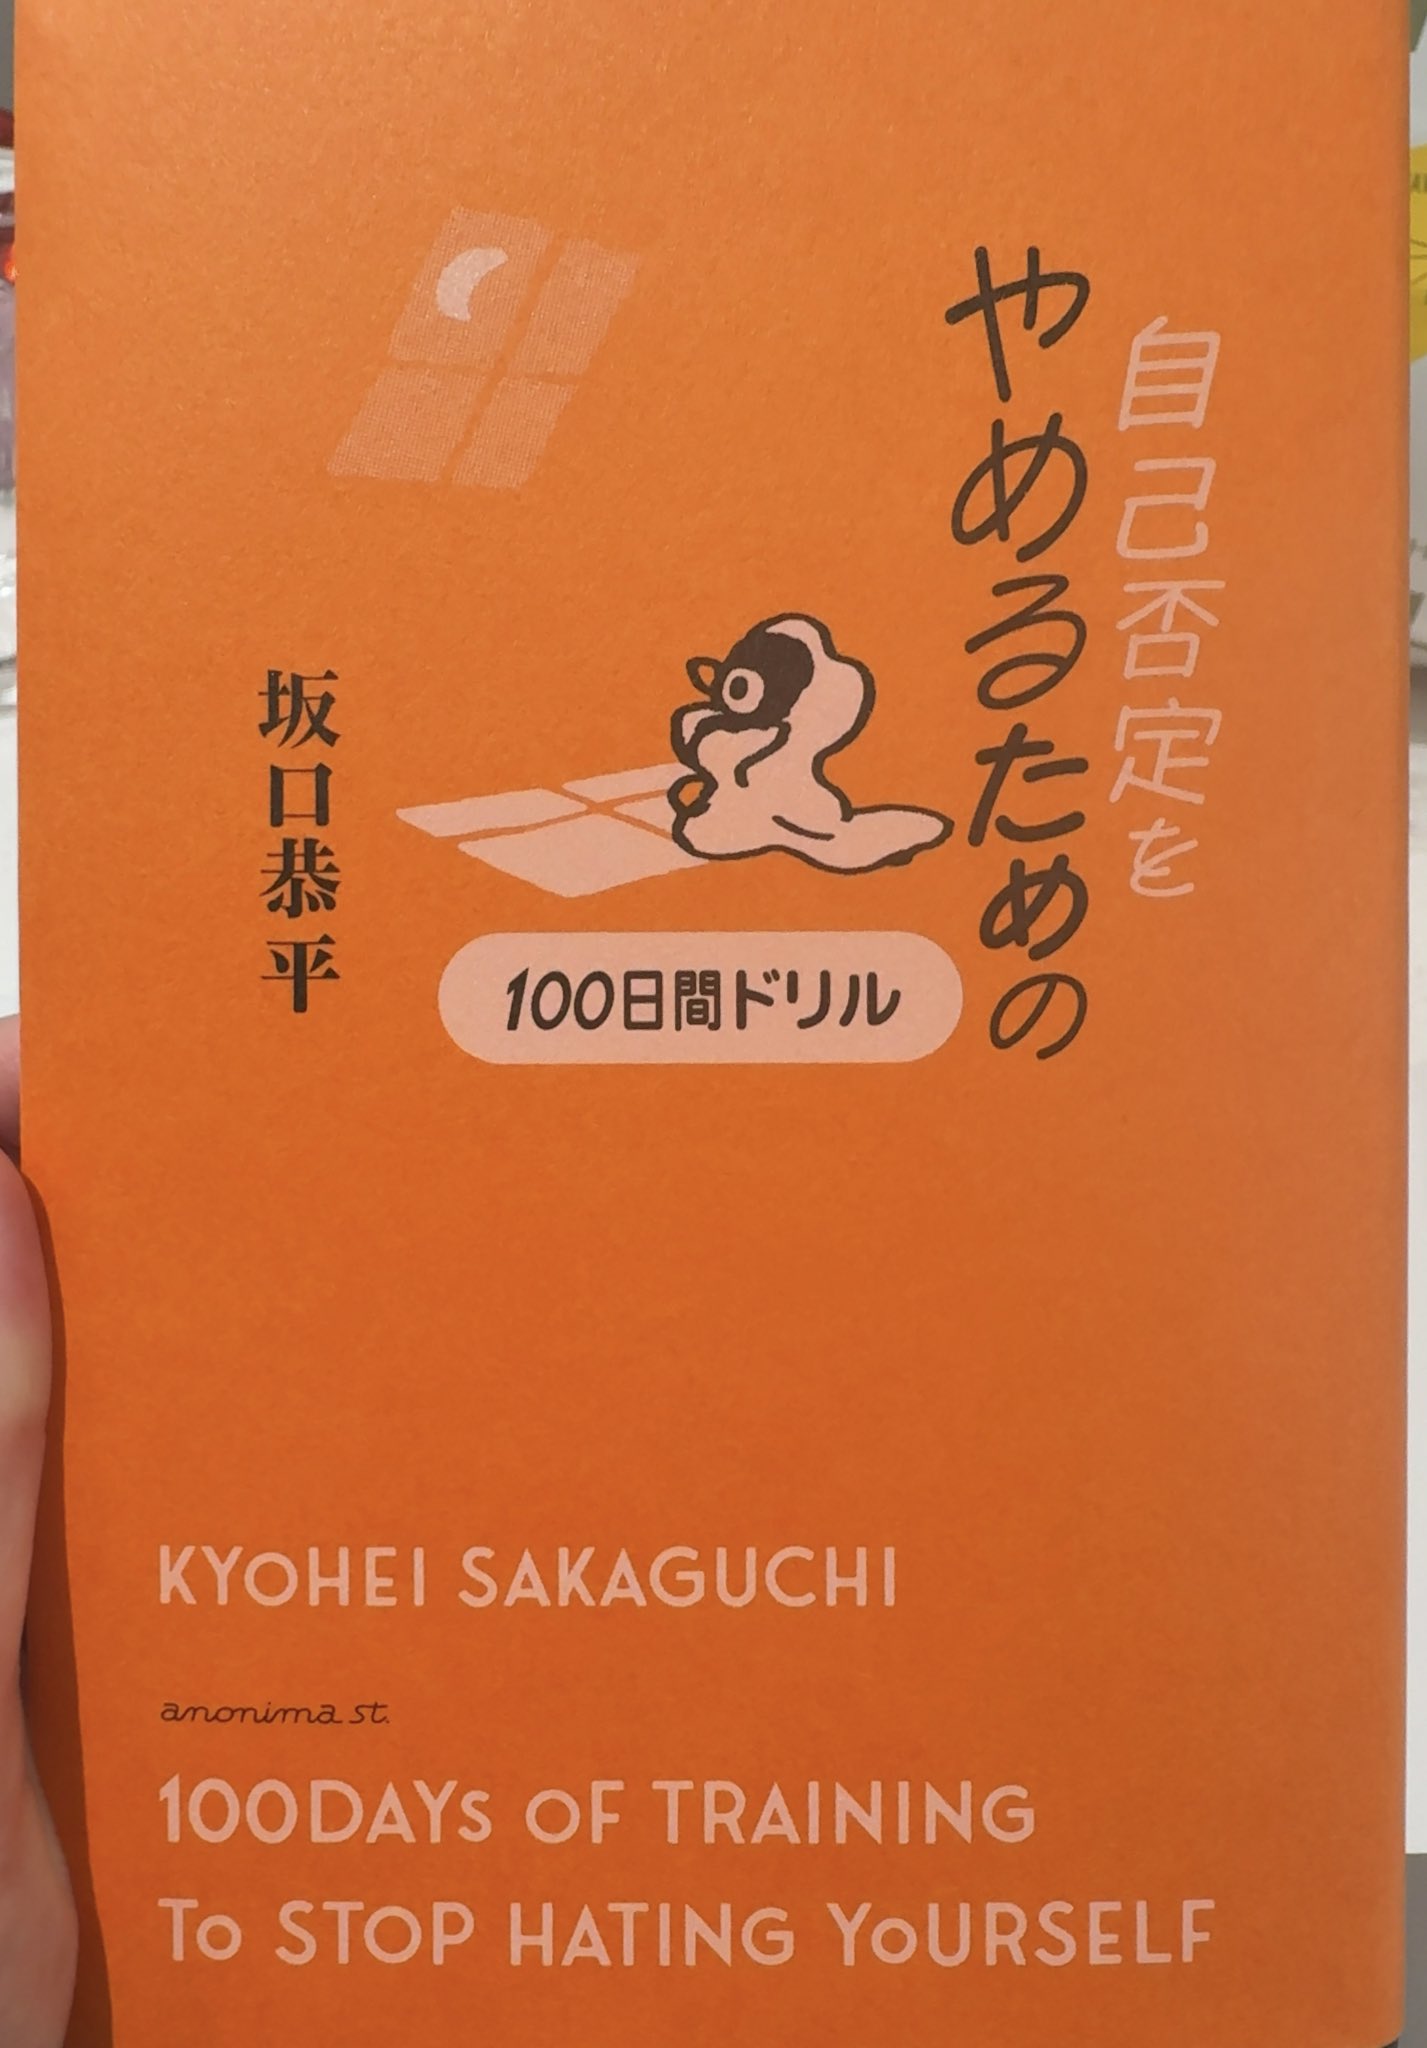 自己否定を
やめるための
100日間ドリル
坂口恭平
KYOHEI SAKAGUCHI
anonima st.
100DAYs OF TRAINING
To STOP HATING YoURSELF